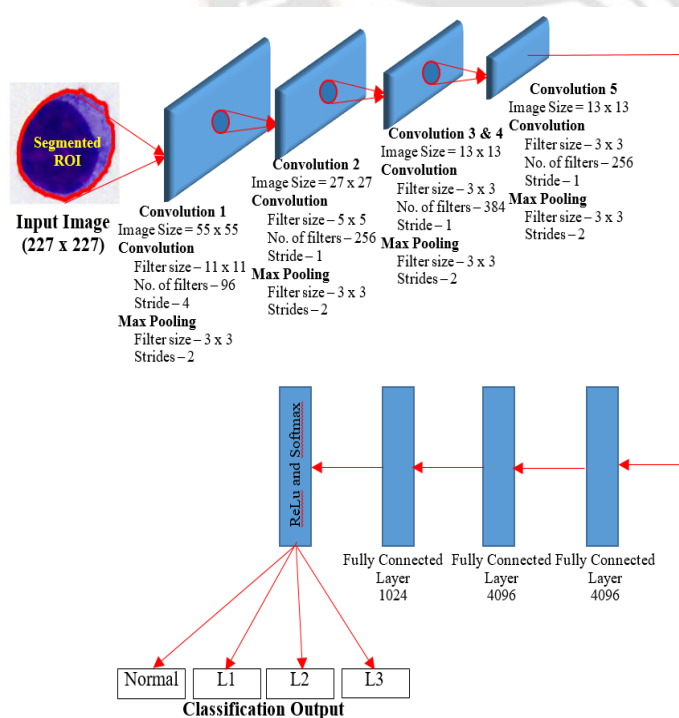 Segmented
ROI
Input Image
(227 x 227)
Convolution 1
Image Size = 55 x 55
Convolution
Filter size – 11 x 11
No. of filters – 96
Stride – 4
Max Pooling
Filter size – 3 x 3
Strides – 2
Convolution 2
Image Size = 27 x 27
Convolution
Filter size – 5 x 5
No. of filters – 256
Stride – 1
Max Pooling
Filter size – 3 x 3
Strides – 2
Convolution 3 & 4
Image Size = 13 x 13
Convolution
Filter size – 3 x 3
No. of filters – 384
Stride – 1
Max Pooling
Filter size – 3 x 3
Strides – 2
Convolution 5
Image Size = 13 x 13
Convolution
Filter size – 3 x 3
No. of filters – 256
Stride – 1
Max Pooling
Filter size – 3 x 3
Strides – 2
ReLu and Softmax
Fully Connected
Layer
1024
Fully Connected
Layer
4096
Fully Connected
Layer
4096
Normal
L1
L2
L3
Classification Output